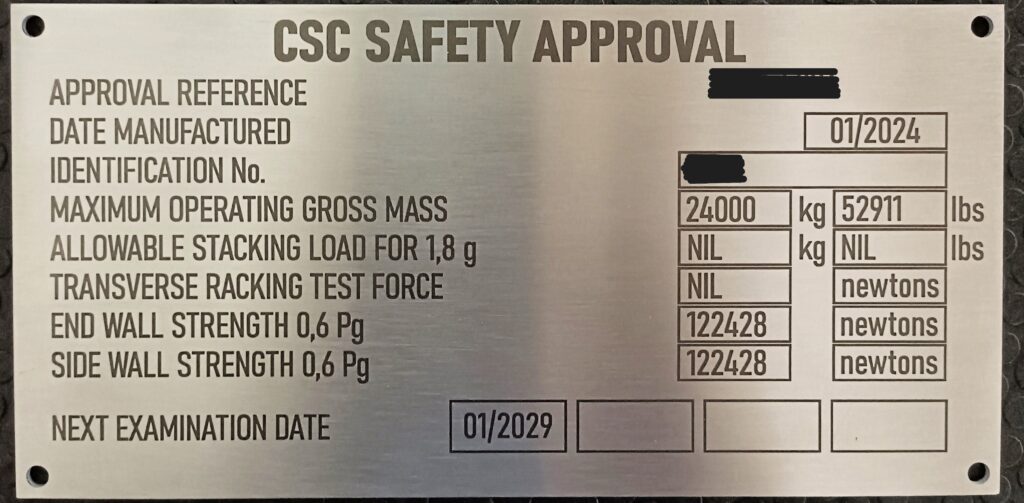 CSC SAFETY APPROVAL
APPROVAL REFERENCE
DATE MANUFACTURED 01/2024
IDENTIFICATION No.
MAXIMUM OPERATING GROSS MASS 24000 kg 52911 lbs
ALLOWABLE STACKING LOAD FOR 1,8 g NIL kg NIL lbs
TRANSVERSE RACKING TEST FORCE NIL newtons
END WALL STRENGTH 0,6 Pg 122428 newtons
SIDE WALL STRENGTH 0,6 Pg 122428 newtons
NEXT EXAMINATION DATE 01/2029